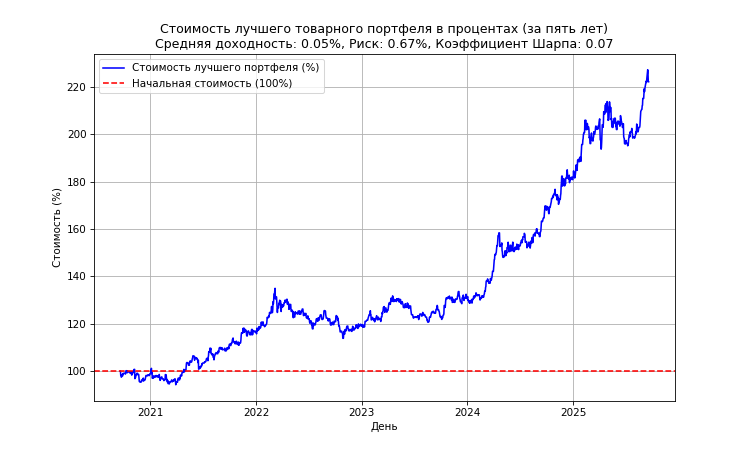 Стоимость лучшего товарного портфеля в процентах (за пять лет)
Средняя доходность: 0.05%, Риск: 0.67%, Коэффициент Шарпа: 0.07
Стоимость лучшего портфеля (%)
Начальная стоимость (100%)
Стоимость (%)
220
200
180
160
140
120
100
2021
2022
2023
2024
2025
День